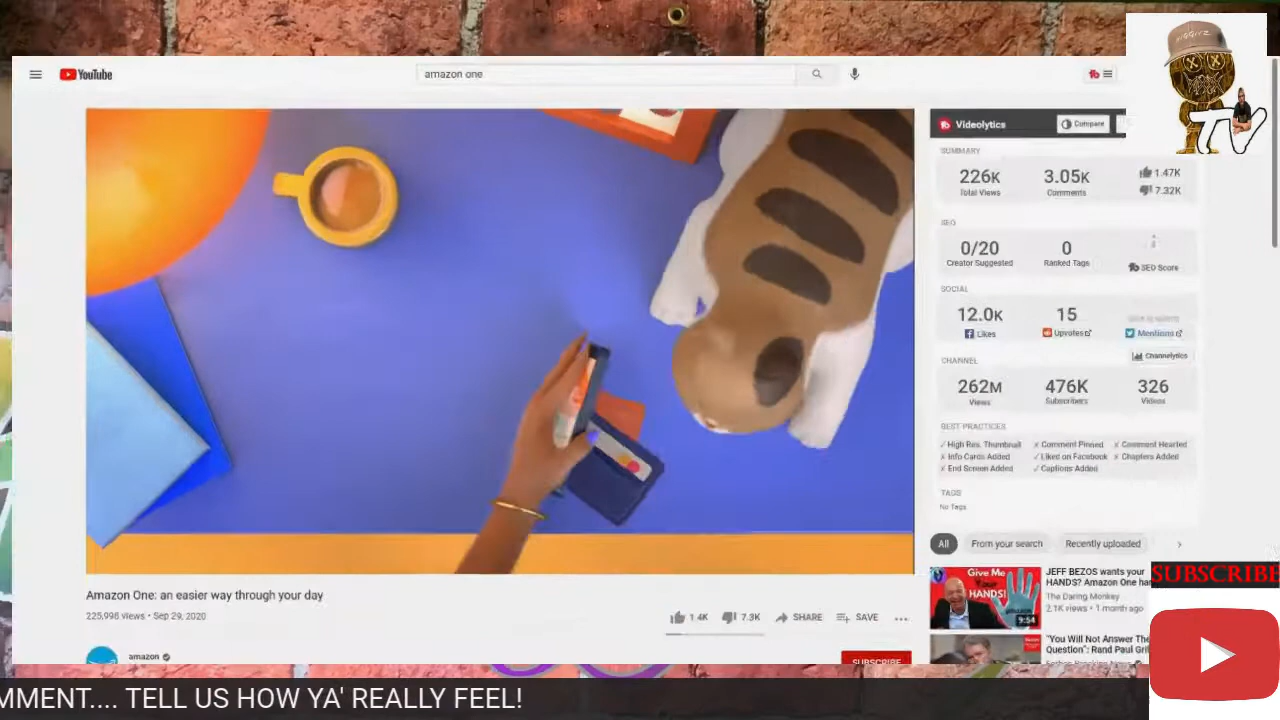 YouTube
amazon one
TV
Videolytics
Compare
SUMMARY
226K
Total Views
3.05K
Comments
1.47K
7.32K
SEO
0/20
Creator Suggested
0
Ranked Tags
SEO Score
SOCIAL
12.0K
Likes
15
Upvotes
Mentions
CHANNEL
Channelytics
262M
Views
476K
Subscribers
326
Videos
BEST PRACTICES
✓ High Res. Thumbnail
x Comment Pinned
x Comment Hearted
x Info Cards Added
✓ Liked on Facebook
x Chapters Added
x End Screen Added
✓ Captions Added
TAGS
No Tags
All
From your search
Recently uploaded
Give Me
Your
HANDS!
9:54
JEFF BEZOS wants your
HANDS? Amazon One han
The Daring Monkey
2.1K views • 1 month ago
"You Will Not Answer The
Question": Rand Paul Gril
Amazon One: an easier way through your day
225,998 views • Sep 29, 2020
1.4K
7.3K
SHARE
SAVE
amazon
SUBSCRIBE
SUBSCRIBE
MMENT.... TELL US HOW YA' REALLY FEEL!